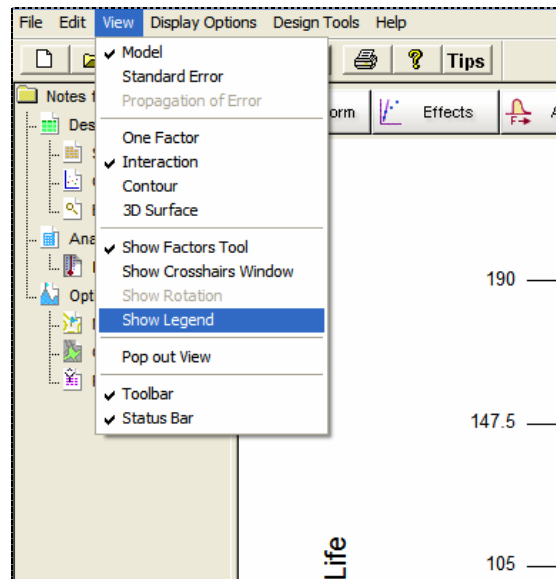 File Edit View Display Options Design Tools Help
Tips
Model
Standard Error
Propagation of Error
One Factor
Interaction
Contour
3D Surface
Show Factors Tool
Show Crosshairs Window
Show Rotation
Show Legend
Pop out View
Toolbar
Status Bar
Notes
Des
Ana
Opti
orm
Effects
F
A
190
147.5
105
Life